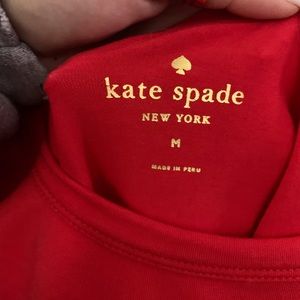 kate spade
NEW YORK
M
MADE IN PERU